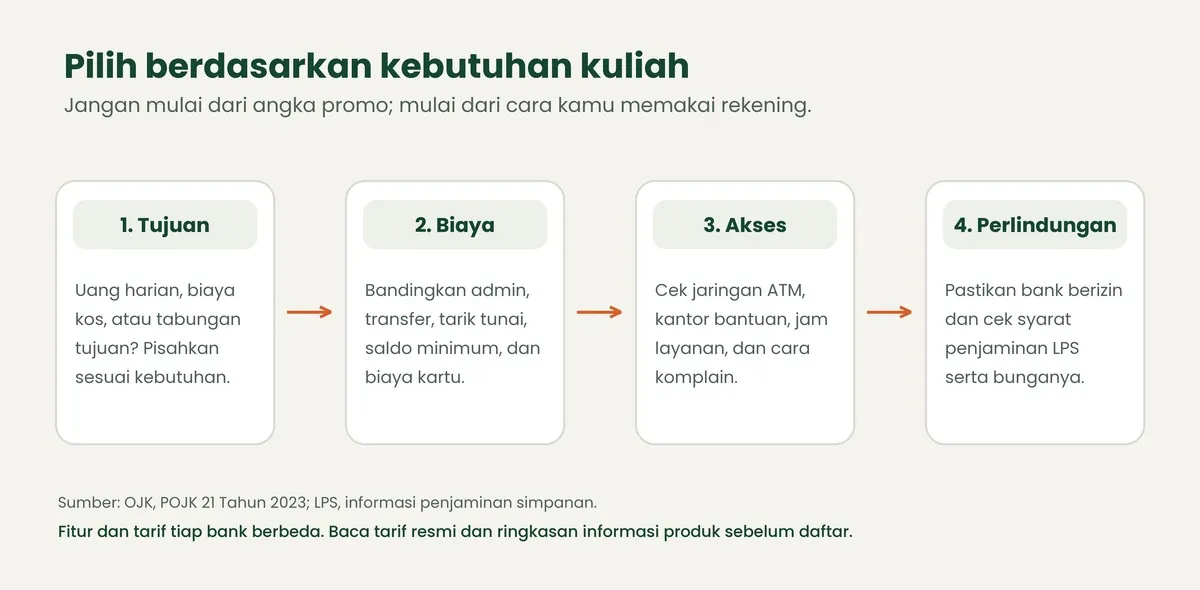 Pilih berdasarkan kebutuhan kuliah
Jangan mulai dari angka promo; mulai dari cara kamu memakai rekening.
1. Tujuan
Uang harian, biaya
kos, atau tabungan
tujuan? Pisahkan
sesuai kebutuhan.
2. Biaya
Bandingkan admin,
transfer, tarik tunai,
saldo minimum, dan
biaya kartu.
3. Akses
Cek jaringan ATM,
kantor bantuan, jam
layanan, dan cara
komplain.
4. Perlindungan
Pastikan bank berizin
dan cek syarat
penjaminan LPS
serta bunganya.
Sumber: OJK, POJK 21 Tahun 2023; LPS, informasi penjaminan simpanan.
Fitur dan tarif tiap bank berbeda. Baca tarif resmi dan ringkasan informasi produk sebelum daftar.